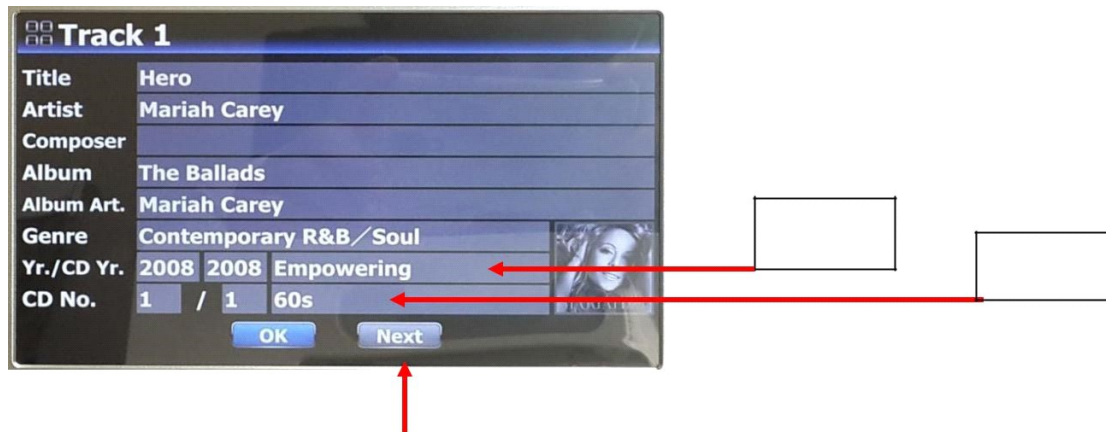 Track 1
Title Hero
Artist Mariah Carey
Composer
Album The Ballads
Album Art. Mariah Carey
Genre Contemporary R&B/Soul
Yr./CD Yr. 2008 2008 Empowering
CD No. 1 / 1 60s
OK Next